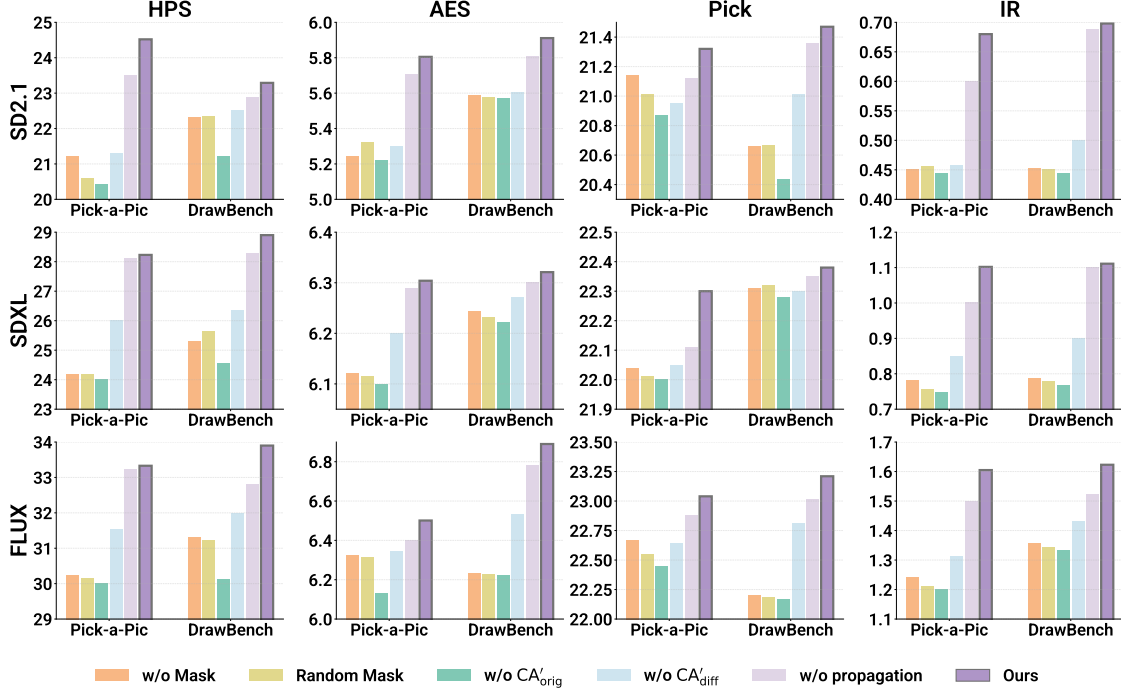 HPS AES Pick IR
SD2.1
25 24 23 22 21 20
Pick-a-Pic DrawBench
6.0 5.8 5.6 5.4 5.2 5.0
Pick-a-Pic DrawBench
21.4 21.2 21.0 20.8 20.6 20.4
Pick-a-Pic DrawBench
0.70 0.65 0.60 0.55 0.50 0.45 0.40
Pick-a-Pic DrawBench
SDXL
29 28 27 26 25 24 23
Pick-a-Pic DrawBench
6.4 6.3 6.2 6.1
Pick-a-Pic DrawBench
22.5 22.4 22.3 22.2 22.1 22.0 21.9
Pick-a-Pic DrawBench
1.2 1.1 1.0 0.9 0.8 0.7
Pick-a-Pic DrawBench
FLUX
34 33 32 31 30 29
Pick-a-Pic DrawBench
6.8 6.6 6.4 6.2 6.0
Pick-a-Pic DrawBench
23.50 23.25 23.00 22.75 22.50 22.25 22.00
Pick-a-Pic DrawBench
1.7 1.6 1.5 1.4 1.3 1.2 1.1
Pick-a-Pic DrawBench
w/o Mask Random Mask w/o CA′orig w/o CA′diff w/o propagation Ours